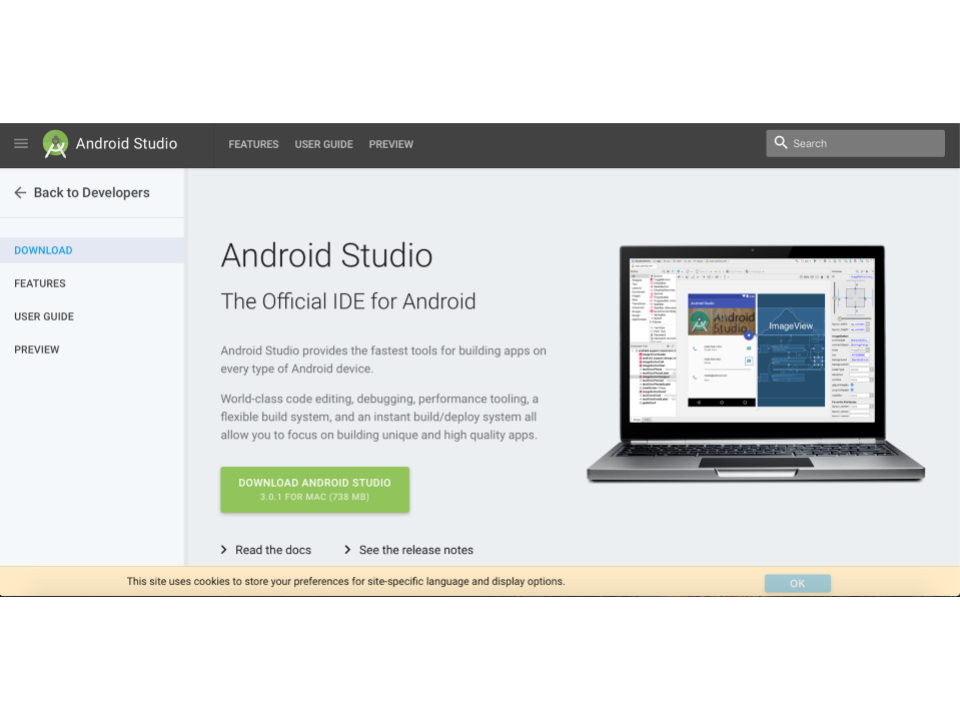 Android Studio
FEATURES
USER GUIDE
PREVIEW
Search
Back to Developers
DOWNLOAD
FEATURES
USER GUIDE
PREVIEW
Android Studio
The Official IDE for Android
Android Studio provides the fastest tools for building apps on
every type of Android device.
World-class code editing, debugging, performance tooling, a
flexible build system, and an instant build/deploy system all
allow you to focus on building unique and high quality apps.
DOWNLOAD ANDROID STUDIO
3.0.1 FOR MAC (738 MB)
Read the docs
See the release notes
Android Studio
Android
Studio
ImageView
This site uses cookies to store your preferences for site-specific language and display options.
OK